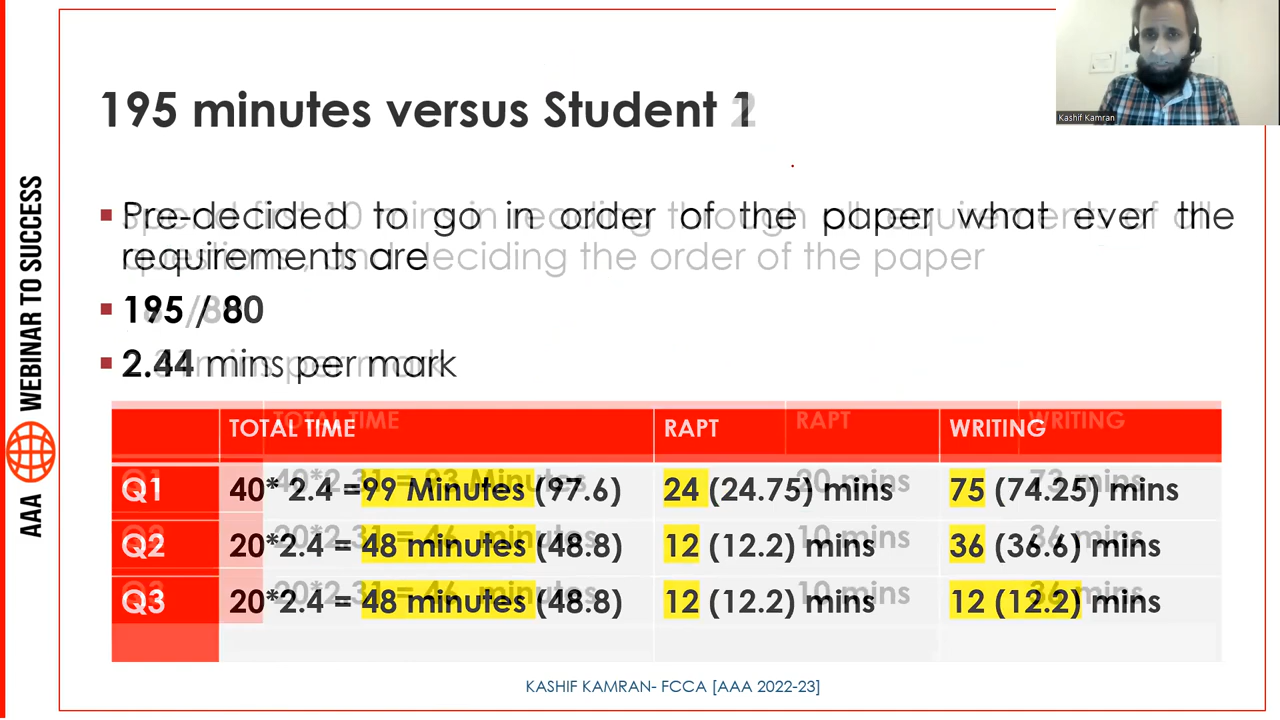 Kashif Kamran
195 minutes versus Student 1
Pre-decided to go in order of the paper what ever the
requirements are
195 / 80
2.44 mins per mark
TOTAL TIME RAPT WRITING
Q1 40* 2.4 =99 Minutes (97.6) 24 (24.75) mins 75 (74.25) mins
Q2 20*2.4 = 48 minutes (48.8) 12 (12.2) mins 36 (36.6) mins
Q3 20*2.4 = 48 minutes (48.8) 12 (12.2) mins 12 (12.2) mins
KASHIF KAMRAN- FCCA [AAA 2022-23]
AAA WEBINAR TO SUCCESS